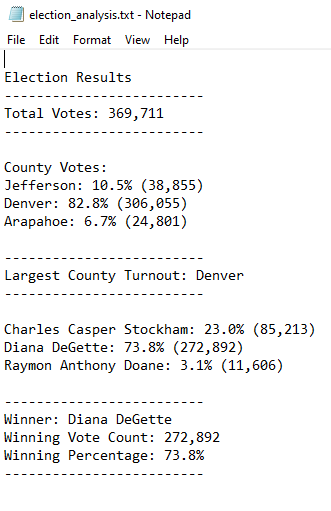 election_analysis.txt - Notepad
File Edit Format View Help
Election Results
-------------------------
Total Votes: 369,711
-------------------------
County Votes:
Jefferson: 10.5% (38,855)
Denver: 82.8% (306,055)
Arapahoe: 6.7% (24,801)
-------------------------
Largest County Turnout: Denver
-------------------------
Charles Casper Stockham: 23.0% (85,213)
Diana DeGette: 73.8% (272,892)
Raymon Anthony Doane: 3.1% (11,606)
-------------------------
Winner: Diana DeGette
Winning Vote Count: 272,892
Winning Percentage: 73.8%
-------------------------